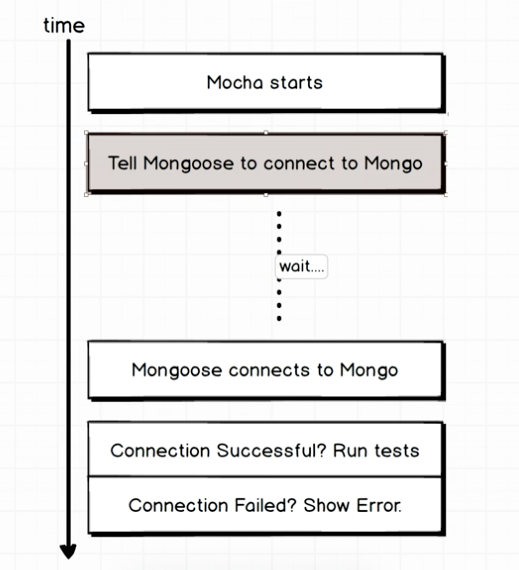 time
Mocha starts
Tell Mongoose to connect to Mongo
wait....
Mongoose connects to Mongo
Connection Successful? Run tests
Connection Failed? Show Error.